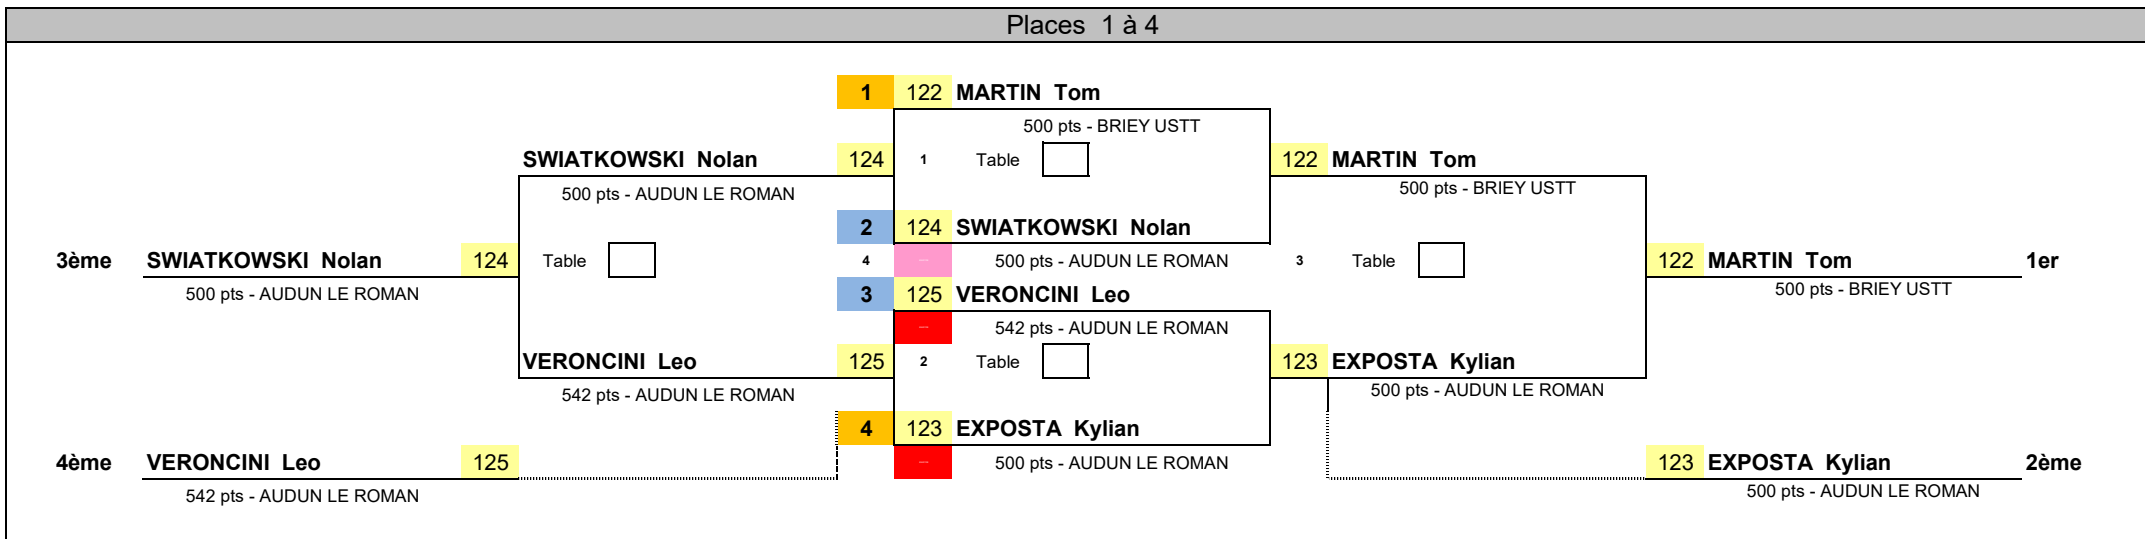 Places 1 à 4
1 122 MARTIN Tom
500 pts - BRIEY USTT
SWIATKOWSKI Nolan 124 1 Table 122 MARTIN Tom
500 pts - AUDUN LE ROMAN 500 pts - BRIEY USTT
2 124 SWIATKOWSKI Nolan
3ème SWIATKOWSKI Nolan 124 Table 4 -- 500 pts - AUDUN LE ROMAN 3 Table 122 MARTIN Tom 1er
500 pts - AUDUN LE ROMAN 3 125 VERONCINI Leo 500 pts - BRIEY USTT
-- 542 pts - AUDUN LE ROMAN
VERONCINI Leo 125 2 Table 123 EXPOSTA Kylian
542 pts - AUDUN LE ROMAN 500 pts - AUDUN LE ROMAN
4 123 EXPOSTA Kylian
4ème VERONCINI Leo 125 -- 500 pts - AUDUN LE ROMAN 123 EXPOSTA Kylian 2ème
542 pts - AUDUN LE ROMAN 500 pts - AUDUN LE ROMAN